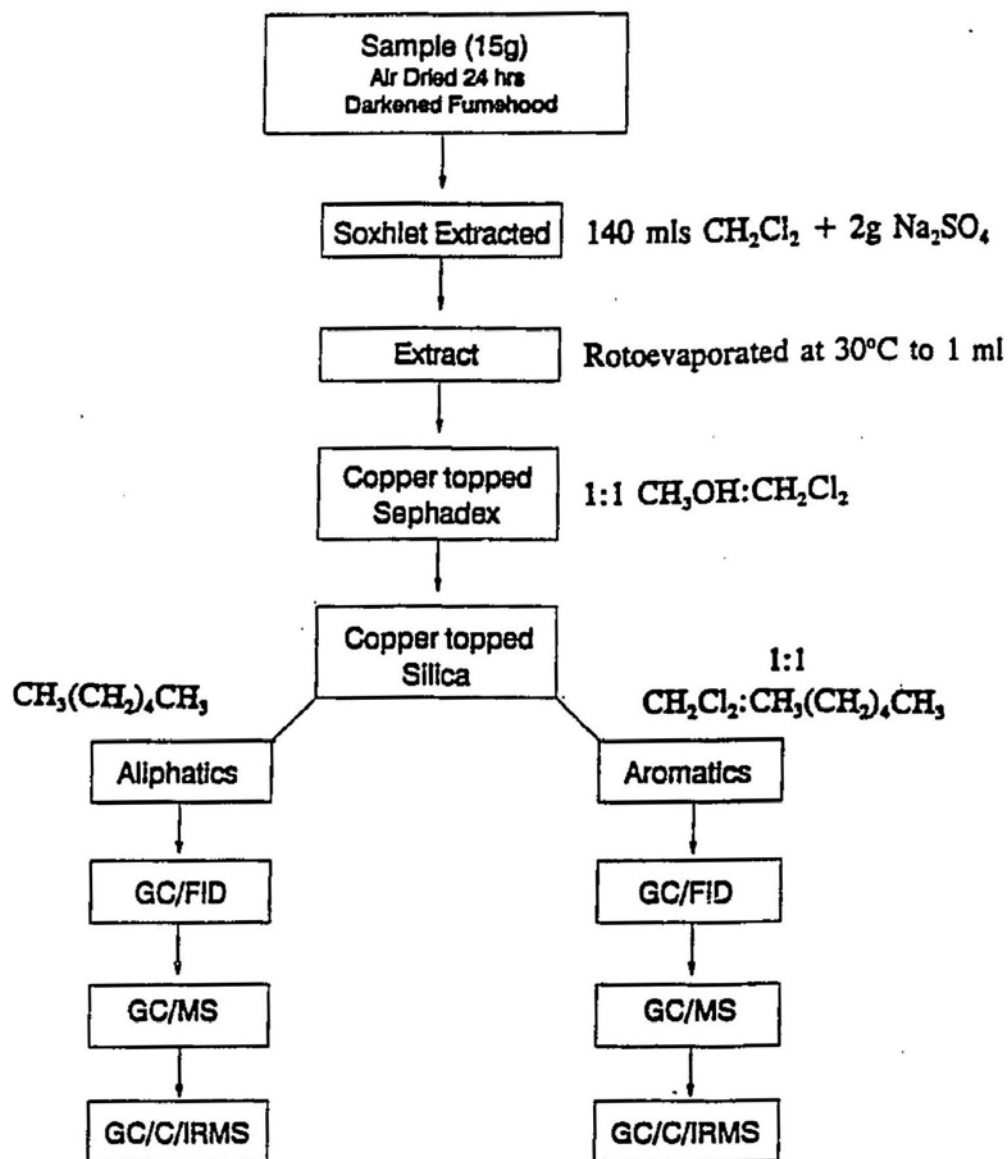 Sample (15g)
Air Dried 24 hrs
Darkened Fumehood
Soxhlet Extracted
140 mls CH₂Cl₂ + 2g Na₂SO₄
Extract
Rotoevaporated at 30°C to 1 ml
Copper topped
Sephadex
1:1 CH₃OH:CH₂Cl₂
Copper topped
Silica
CH₃(CH₂)₄CH₃
1:1
CH₂Cl₂:CH₃(CH₂)₄CH₃
Aliphatics
Aromatics
GC/FID
GC/FID
GC/MS
GC/MS
GC/C/IRMS
GC/C/IRMS